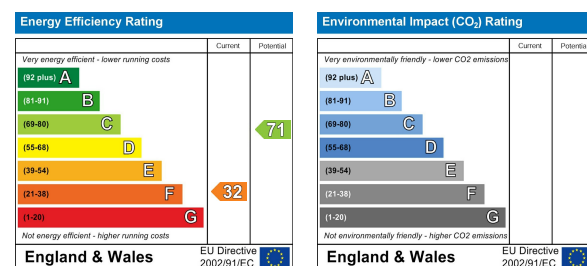 Energy Efficiency Rating
Current Potential
Very energy efficient - lower running costs
(92 plus) A
(81-91) B
(69-80) C
71
(55-68) D
(39-54) E
(21-38) F
32
(1-20) G
Not energy efficient - higher running costs
England & Wales
EU Directive
2002/91/EC
Environmental Impact (CO₂) Rating
Current Potential
Very environmentally friendly - lower CO2 emissions
(92 plus) A
(81-91) B
(69-80) C
(55-68) D
(39-54) E
(21-38) F
(1-20) G
Not environmentally friendly - higher CO2 emissions
England & Wales
EU Directive
2002/91/EC